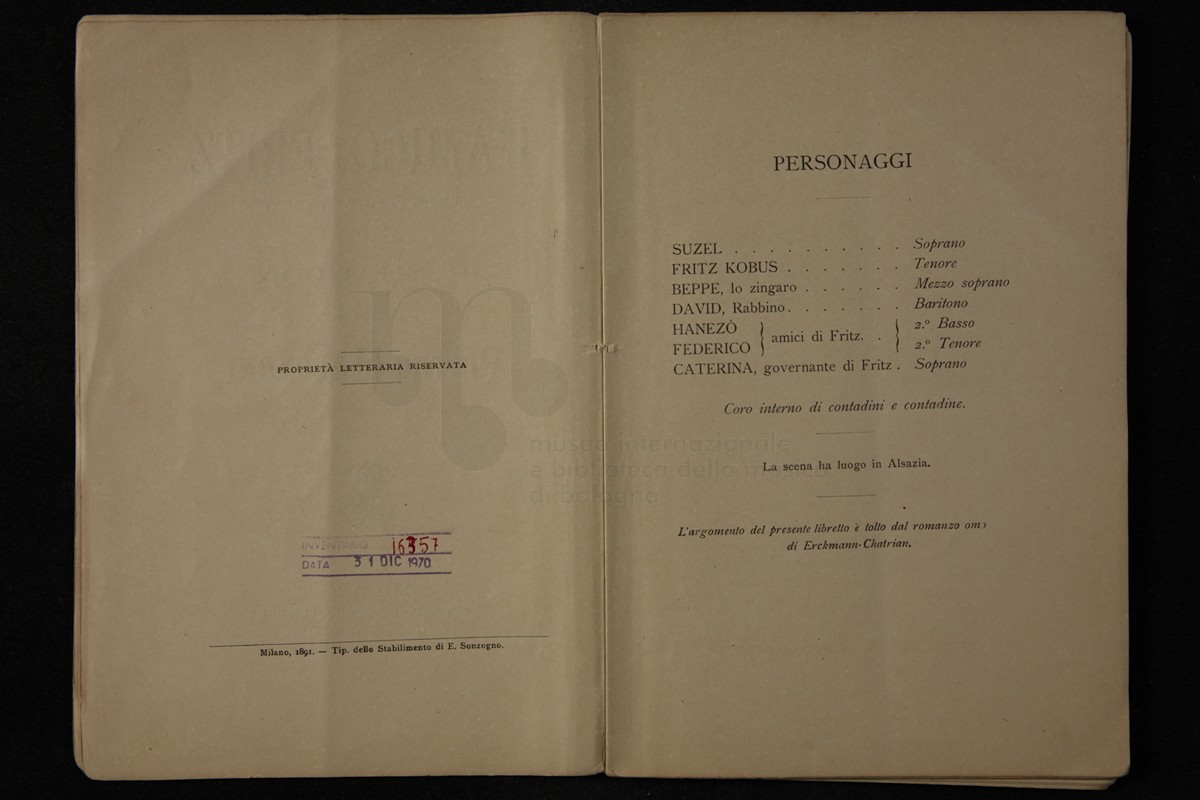 PROPRIETÀ LETTERARIA RISERVATA
INVENTARIO 16357
DATA 31 DIC 1970
Milano, 1891. — Tip. dello Stabilimento di E. Sonzogno.
PERSONAGGI
SUZEL . . . . . . . . . . Soprano
FRITZ KOBUS . . . . . . . Tenore
BEPPE, lo zingaro . . . . . . Mezzo soprano
DAVID, Rabbino. . . . . . . Baritono
HANEZÒ } amici di Fritz. . { 2.º Basso
FEDERICO 2.º Tenore
CATERINA, governante di Fritz . Soprano
Coro interno di contadini e contadine.
La scena ha luogo in Alsazia.
L'argomento del presente libretto è tolto dal romanzo
di Erckmann-Chatrian.
museo internazionale
e biblioteca della musica
di bologna